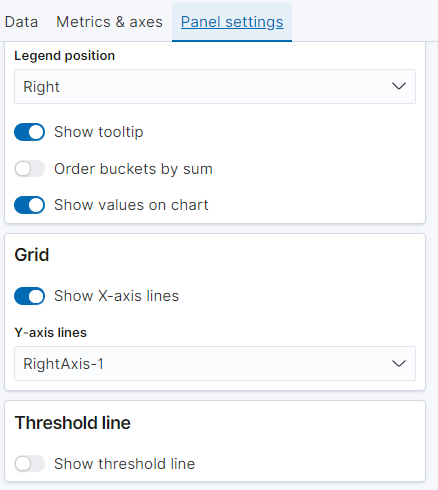 Data Metrics & axes Panel settings
Legend position
Right
Show tooltip
Order buckets by sum
Show values on chart
Grid
Show X-axis lines
Y-axis lines
RightAxis-1
Threshold line
Show threshold line